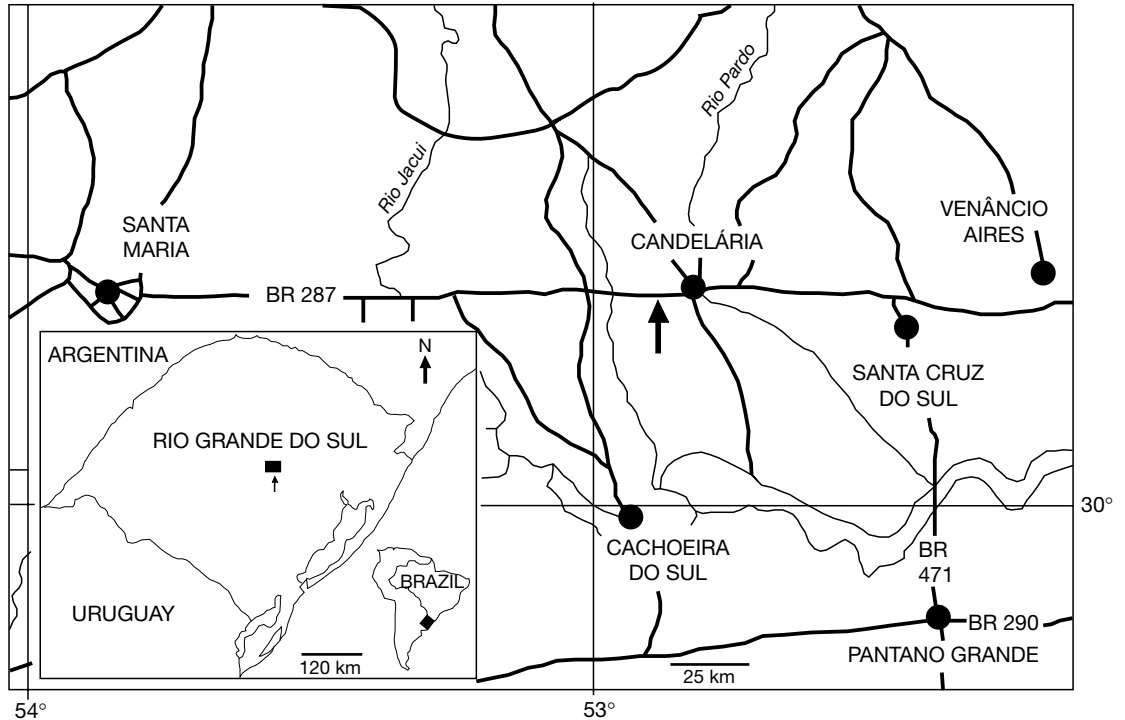 Rio Pardo
Rio Jacui
SANTA
MARIA
VENÂNCIO
AIRES
CANDELÁRIA
BR 287
ARGENTINA
N
SANTA CRUZ
DO SUL
RIO GRANDE DO SUL
30°
CACHOEIRA
DO SUL
BR
471
BRAZIL
URUGUAY
BR 290
120 km
25 km
PANTANO GRANDE
54°
53°